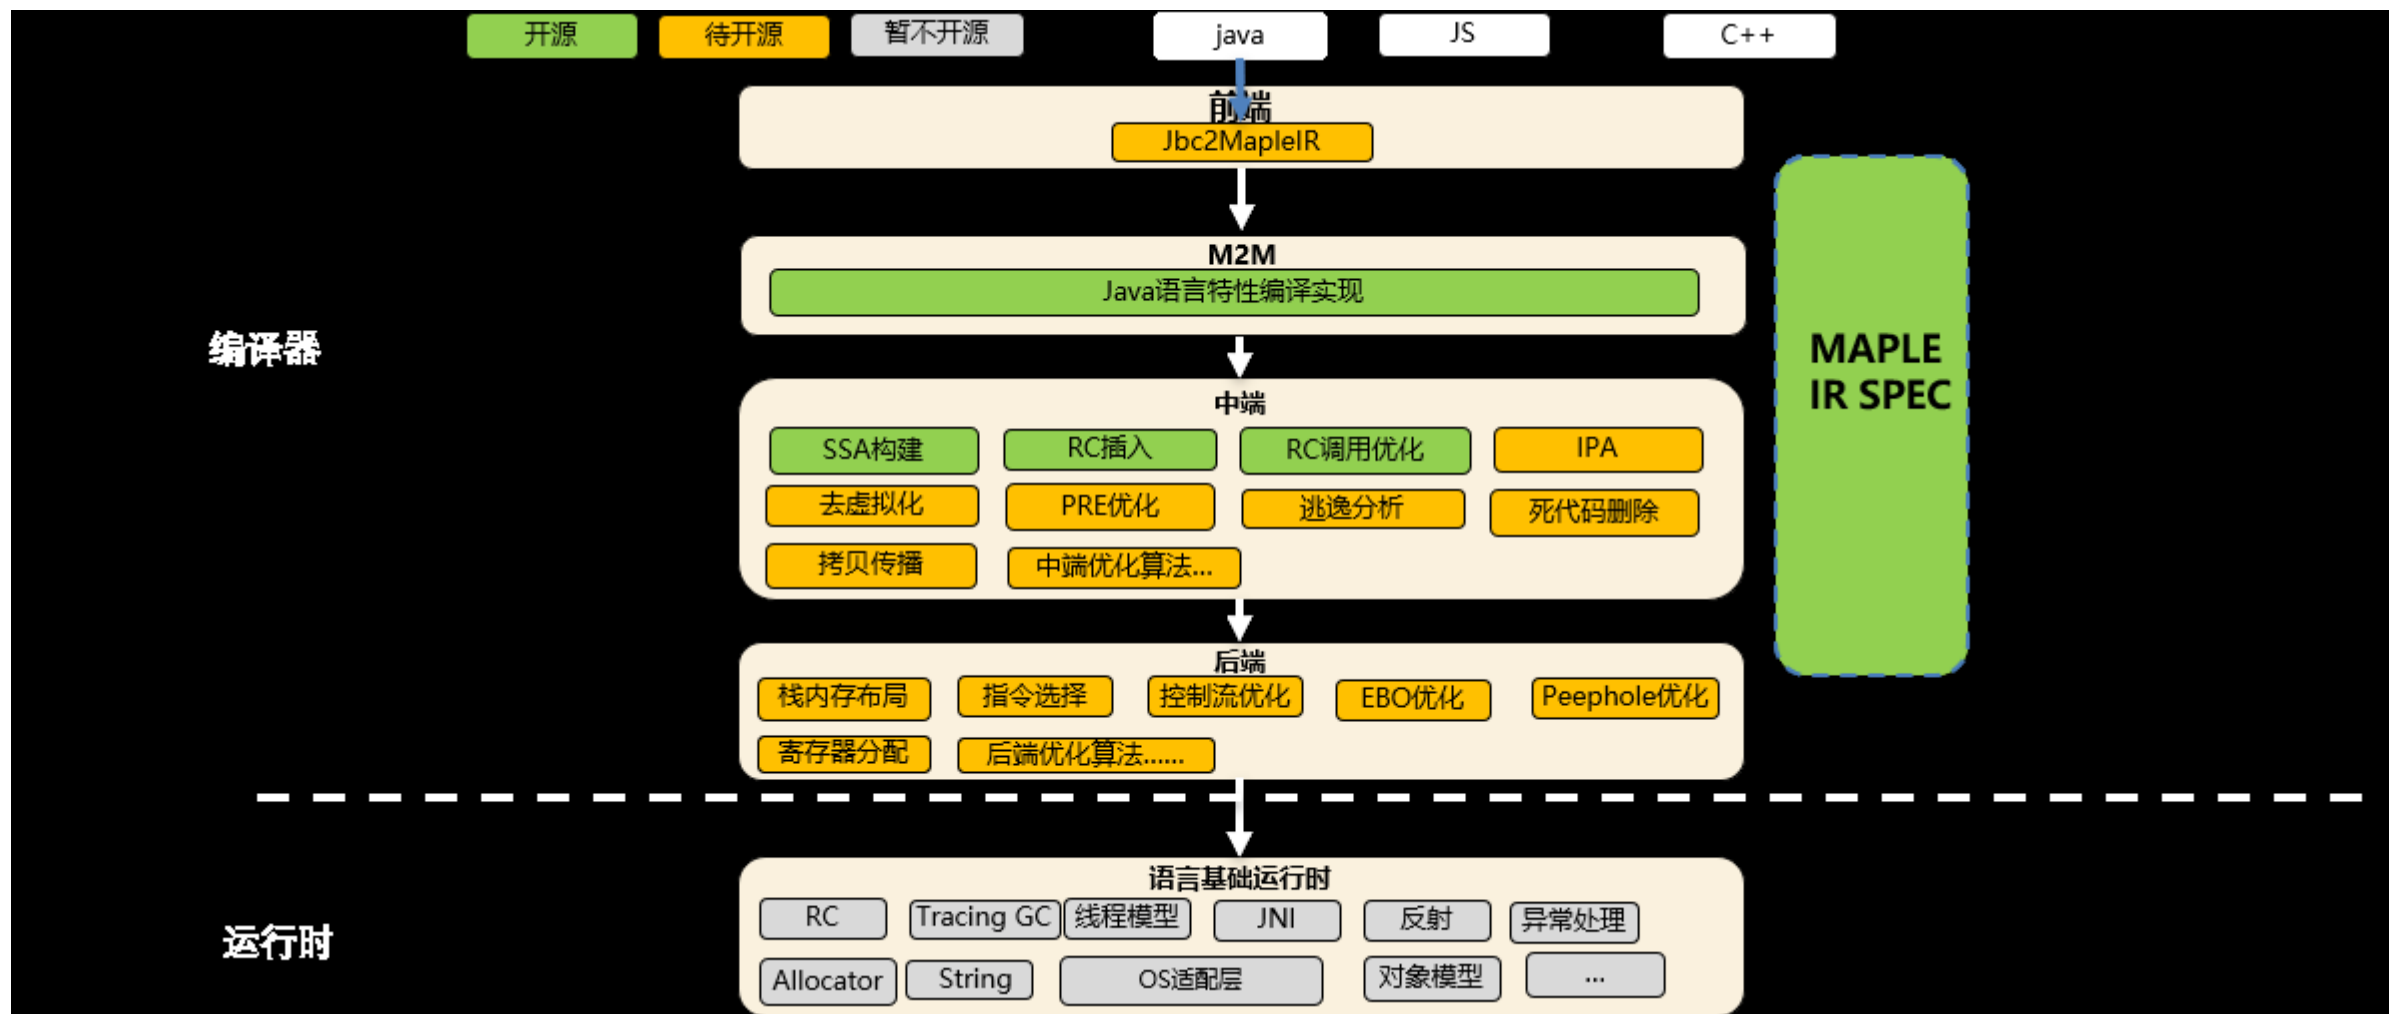 开源
待开源
暂不开源
java
JS
C++
前端
Jbc2MapleIR
M2M
Java语言特性编译实现
编译器
MAPLE
IR SPEC
中端
SSA构建
RC插入
RC调用优化
IPA
去虚拟化
PRE优化
逃逸分析
死代码删除
拷贝传播
中端优化算法...
后端
栈内存布局
指令选择
控制流优化
EBO优化
Peephole优化
寄存器分配
后端优化算法......
运行时
语言基础运行时
RC
Tracing GC
线程模型
JNI
反射
异常处理
Allocator
String
OS适配层
对象模型
...